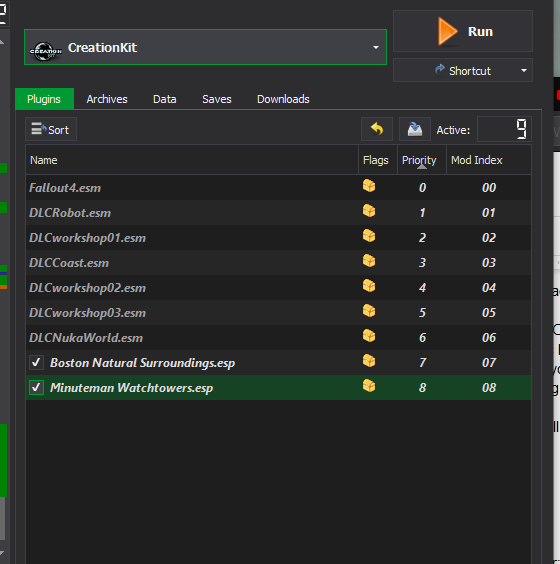 CreationKit
Run
Shortcut
Plugins Archives Data Saves Downloads
Sort Active: 9
Name Flags Priority Mod Index
Fallout4.esm 0 00
DLCRobot.esm 1 01
DLCworkshop01.esm 2 02
DLCCoast.esm 3 03
DLCworkshop02.esm 4 04
DLCworkshop03.esm 5 05
DLCNukaWorld.esm 6 06
Boston Natural Surroundings.esp 7 07
Minuteman Watchtowers.esp 8 08